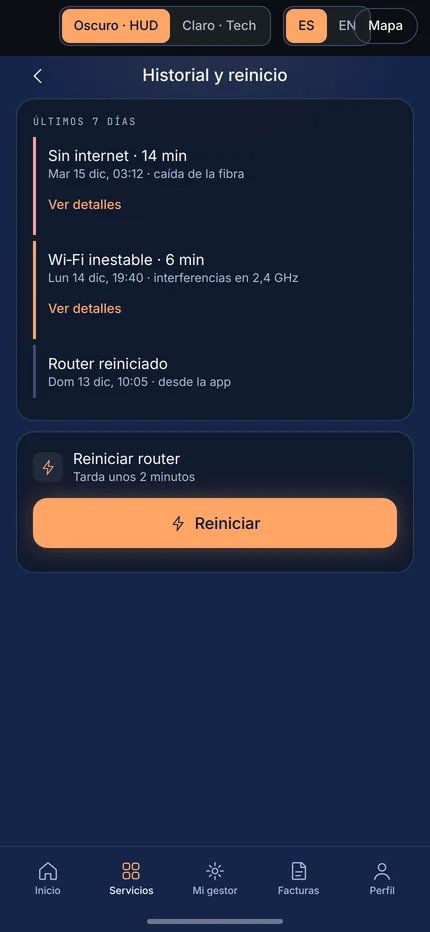 Oscuro · HUD
Claro · Tech
ES
EN
Mapa
Historial y reinicio
ÚLTIMOS 7 DÍAS
Sin internet · 14 min
Mar 15 dic, 03:12 · caída de la fibra
Ver detalles
Wi-Fi inestable · 6 min
Lun 14 dic, 19:40 · interferencias en 2,4 GHz
Ver detalles
Router reiniciado
Dom 13 dic, 10:05 · desde la app
Reiniciar router
Tarda unos 2 minutos
Reiniciar
Inicio
Servicios
Mi gestor
Facturas
Perfil